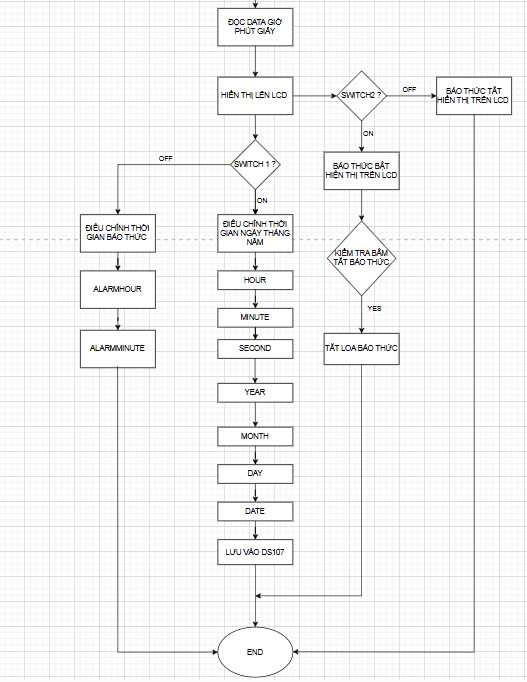 ĐỌC DATA GIỜ
PHÚT GIÂY
HIỂN THỊ LÊN LCD
SWITCH2 ?
OFF
BÁO THỨC TẮT
HIỂN THỊ TRÊN LCD
ON
BÁO THỨC BẬT
HIỂN THỊ TRÊN LCD
OFF
SWITCH 1 ?
ON
ĐIỀU CHỈNH THỜI
GIAN BÁO THỨC
ĐIỀU CHỈNH THỜI
GIAN NGÀY THÁNG
NĂM
KIỂM TRA BẤM
TẮT BÁO THỨC
ALARMHOUR
HOUR
YES
MINUTE
ALARMMINUTE
SECOND
TẮT LOA BÁO THỨC
YEAR
MONTH
DAY
DATE
LƯU VÀO DS107
END